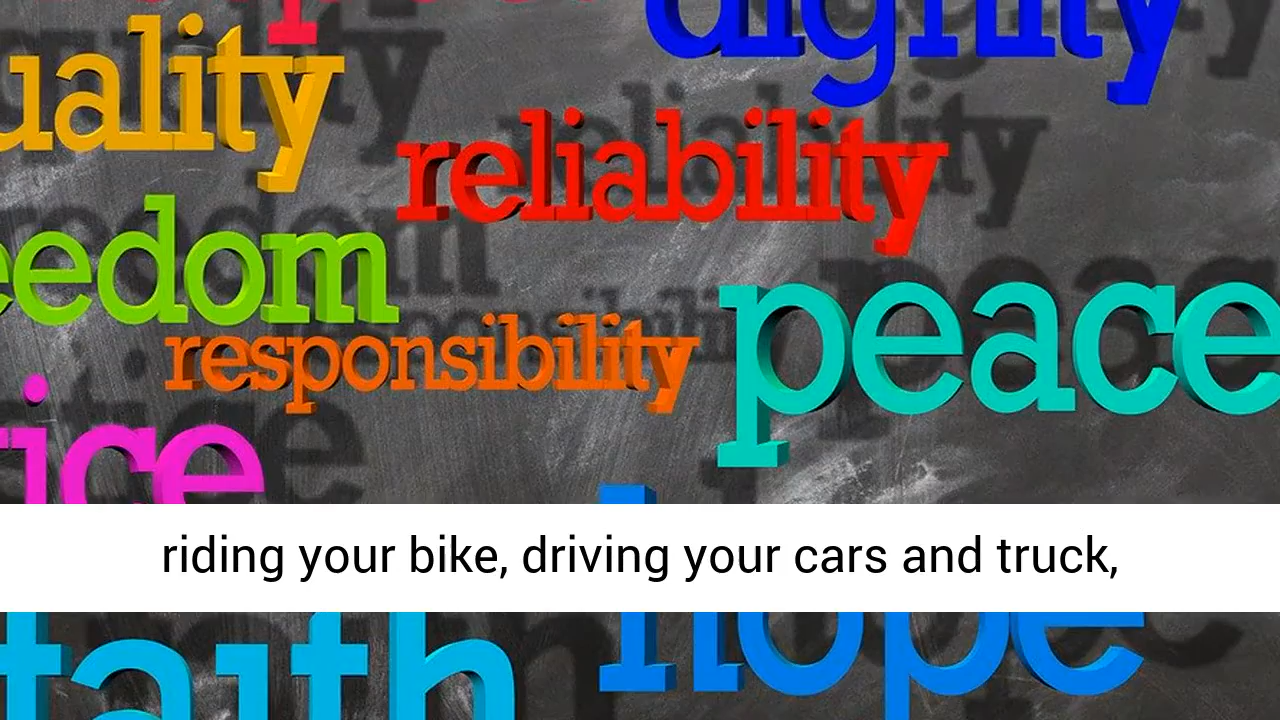 dignity
uality
reliability
eedom
responsibility
peace
ice
riding your bike, driving your cars and truck,
faith
hope